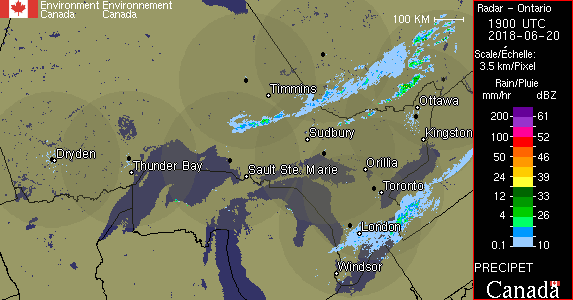 Environment Environnement
Canada Canada
100 KM
Timmins
Ottawa
Sudbury
Kingston
Dryden
Thunder Bay
Sault Ste. Marie
Orillia
Toronto
London
Windsor
Radar - Ontario
1900 UTC
2018-06-20
Scale/Échelle:
3.5 km/Pixel
Rain/Pluie
mm/hr dBZ
200 61
100 52
50 46
24 39
12 33
4 26
0.1 10
PRECIPET
Canada